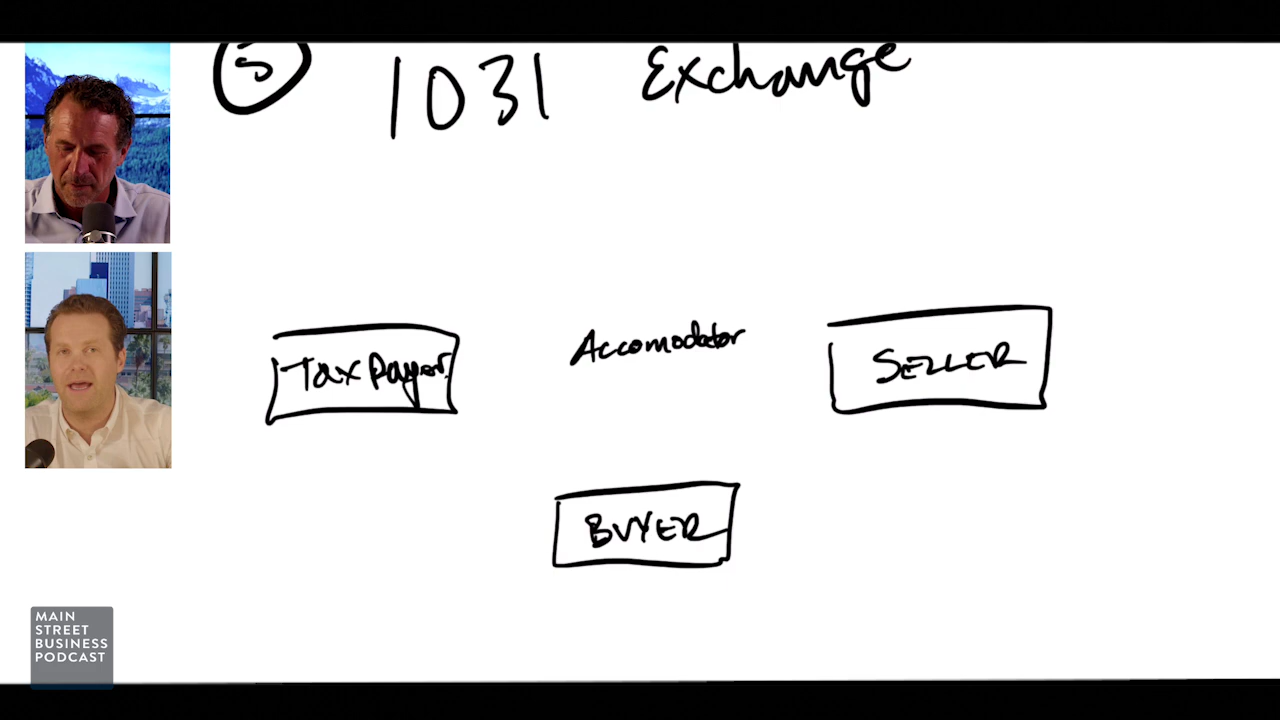 5 1031 Exchange
Tax Payer
Accomodator
SELLER
BUYER
MAIN
STREET
BUSINESS
PODCAST